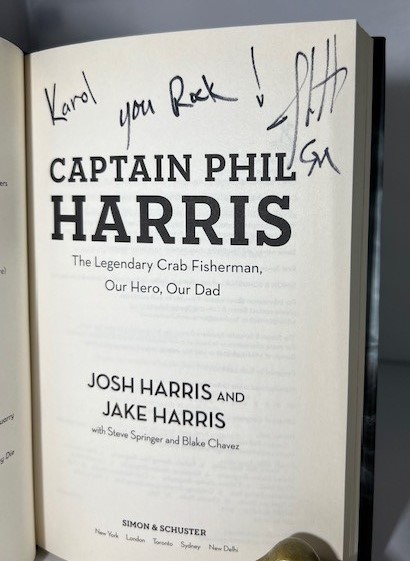 Karol you Rock!
CAPTAIN PHIL
HARRIS
The Legendary Crab Fisherman,
Our Hero, Our Dad
JOSH HARRIS AND
JAKE HARRIS
with Steve Springer and Blake Chavez
SIMON & SCHUSTER
New York London Toronto Sydney New Delhi